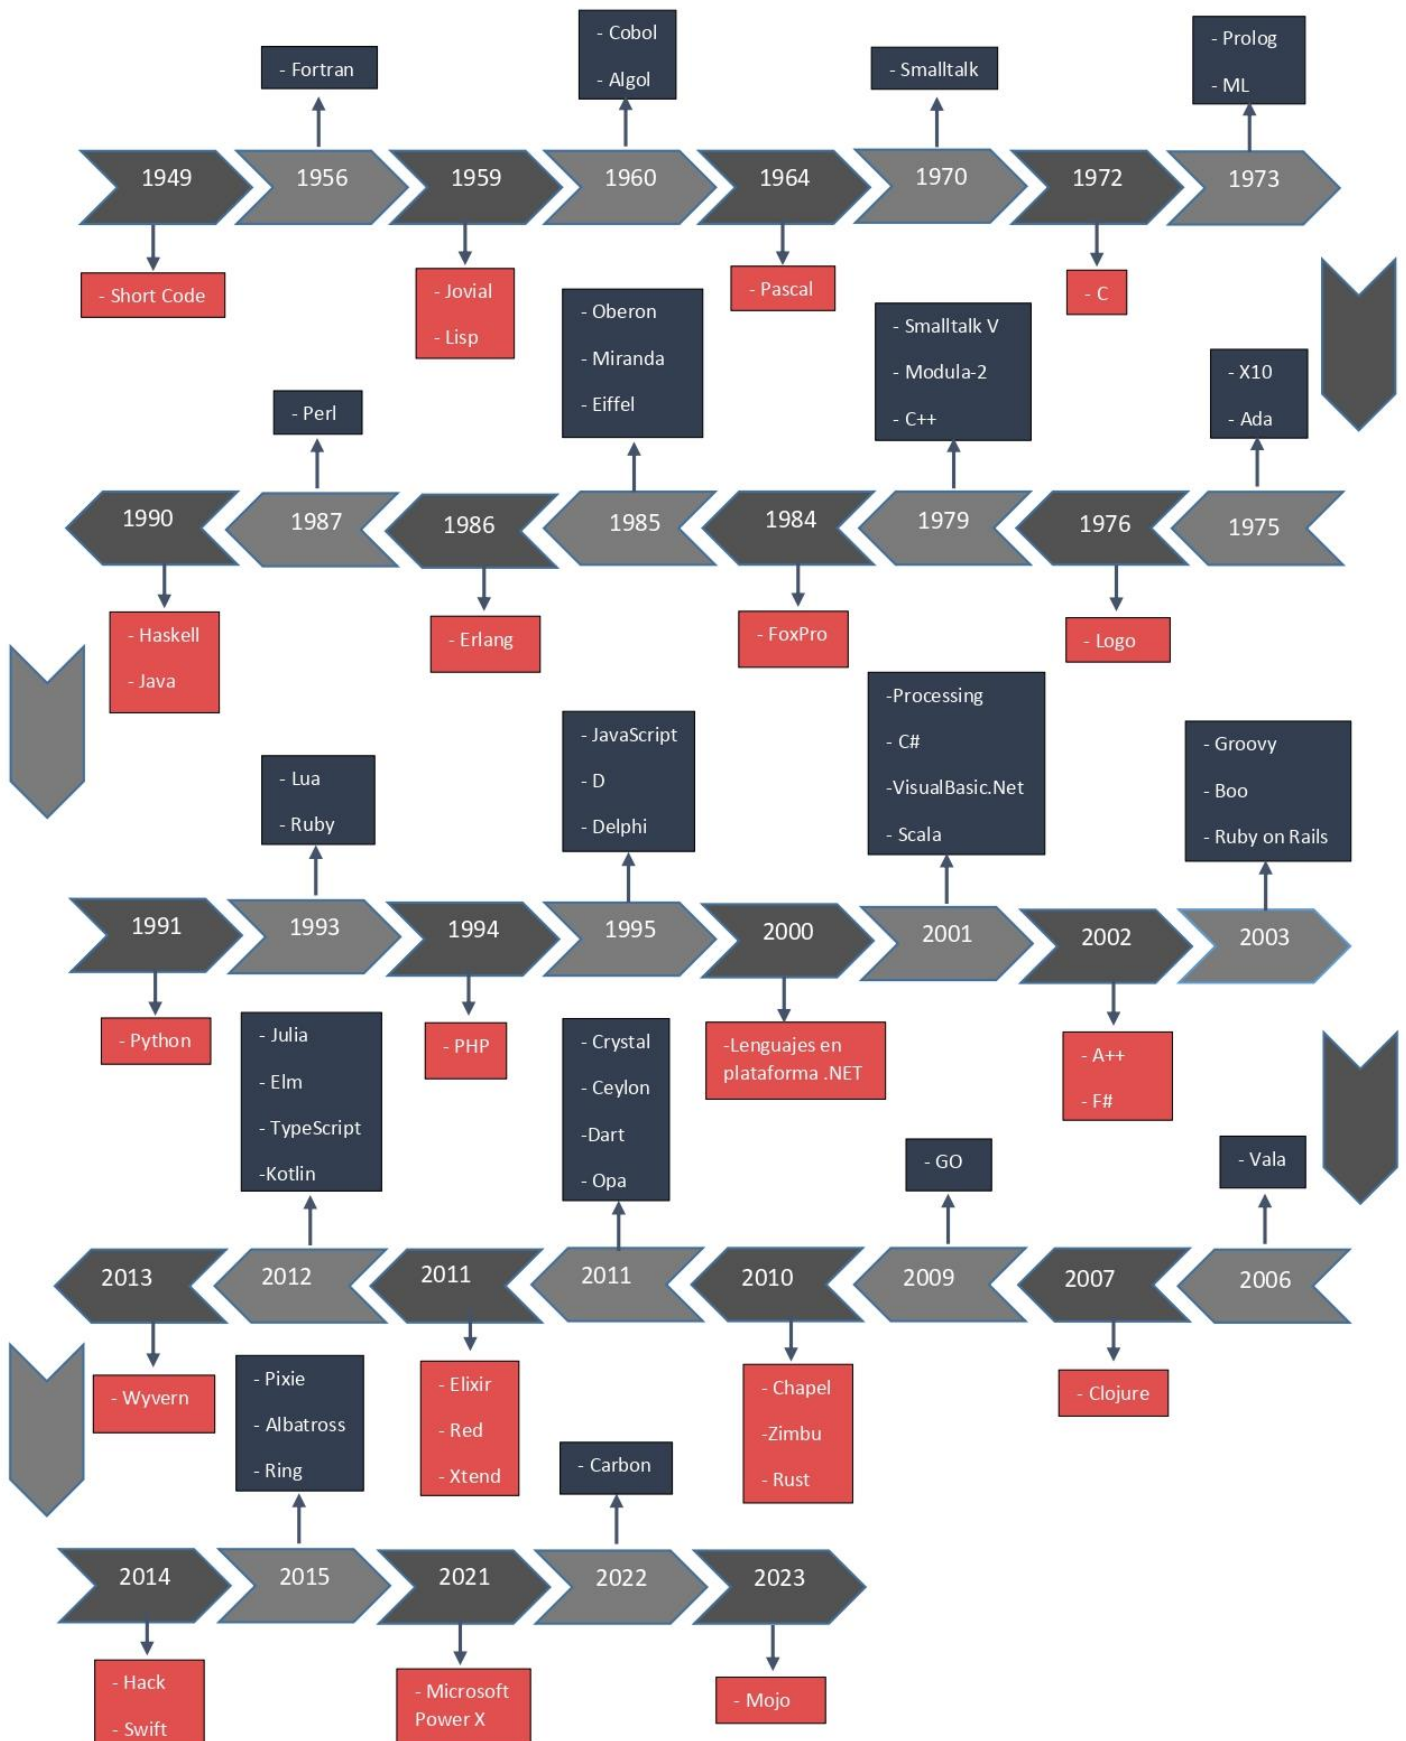 - Cobol
- Algol
- Fortran
- Smalltalk
- Prolog
- ML
1949
1956
1959
1960
1964
1970
1972
1973
- Short Code
- Jovial
- Lisp
- Pascal
- C
- Perl
- Oberon
- Miranda
- Eiffel
- Smalltalk V
- Modula-2
- C++
- X10
- Ada
1990
1987
1986
1985
1984
1979
1976
1975
- Haskell
- Java
- Erlang
- FoxPro
- Logo
- Lua
- Ruby
- JavaScript
- D
- Delphi
-Processing
- C#
-VisualBasic.Net
- Scala
- Groovy
- Boo
- Ruby on Rails
1991
1993
1994
1995
2000
2001
2002
2003
- Python
- PHP
-Lenguajes en
plataforma .NET
- A++
- F#
- Julia
- Elm
- TypeScript
-Kotlin
- Crystal
- Ceylon
-Dart
- Opa
- GO
- Vala
2013
2012
2011
2011
2010
2009
2007
2006
- Wyvern
- Elixir
- Red
- Xtend
- Chapel
-Zimbu
- Rust
- Clojure
- Pixie
- Albatross
- Ring
- Carbon
2014
2015
2021
2022
2023
- Hack
- Swift
- Microsoft
Power X
- Mojo